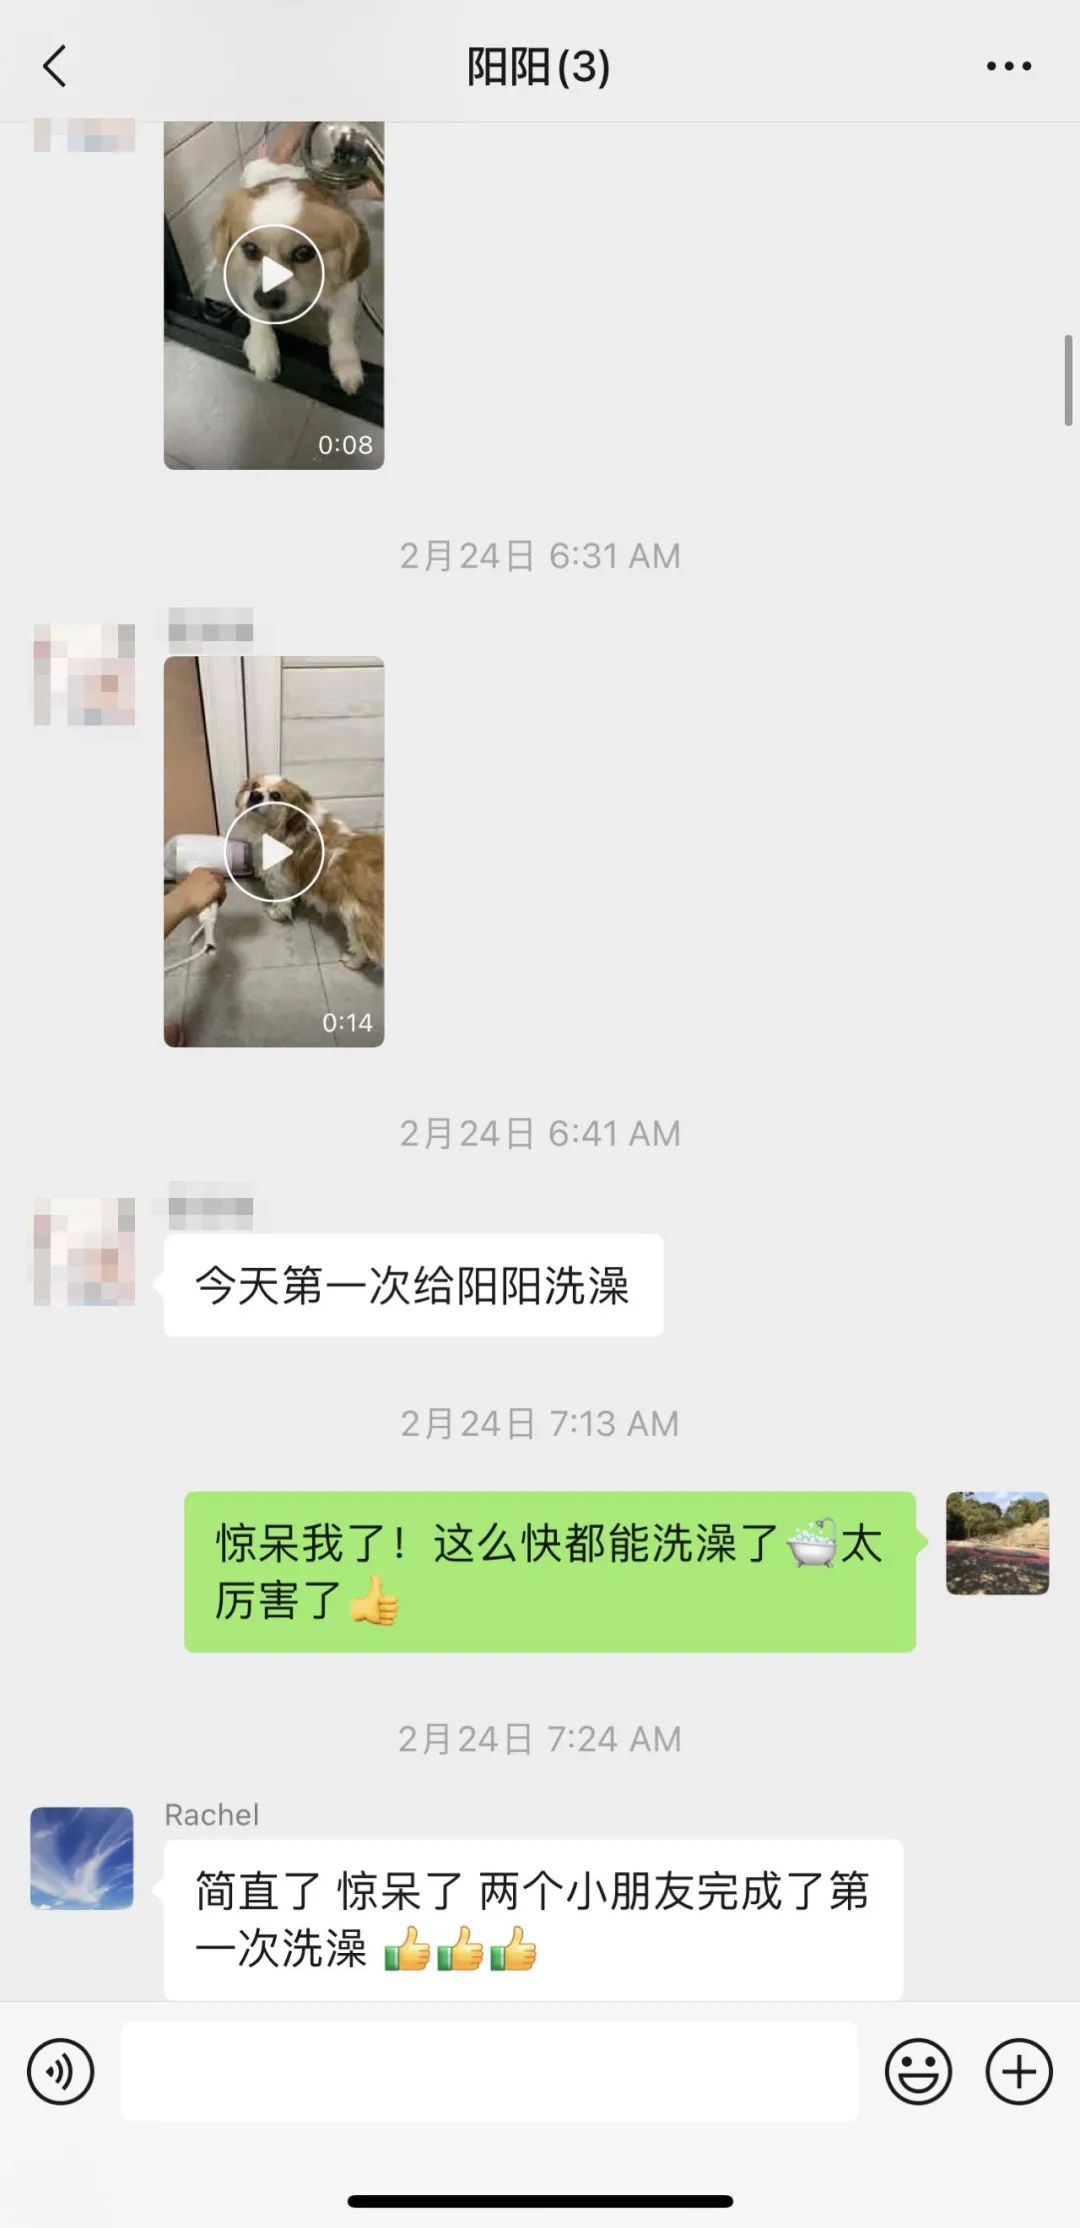 阳阳(3)
0:08
2月24日 6:31 AM
0:14
2月24日 6:41 AM
今天第一次给阳阳洗澡
2月24日 7:13 AM
惊呆我了！这么快都能洗澡了🛁太
厉害了👍
2月24日 7:24 AM
Rachel
简直了 惊呆了 两个小朋友完成了第
一次洗澡 👍👍👍